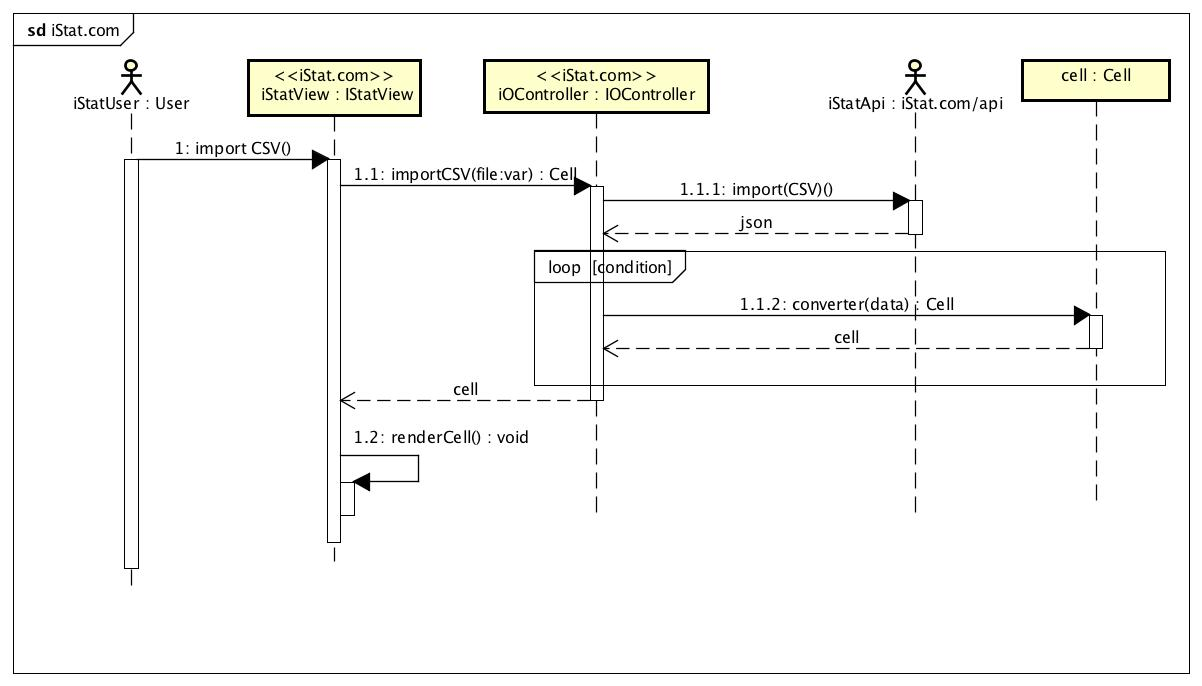 sd iStat.com
iStatUser : User
<<iStat.com>>
iStatView : IStatView
<<iStat.com>>
iOController : IOController
iStatApi : iStat.com/api
cell : Cell
1: import CSV()
1.1: importCSV(file:var) : Cell
1.1.1: import(CSV)()
json
loop [condition]
1.1.2: converter(data) : Cell
cell
cell
1.2: renderCell() : void